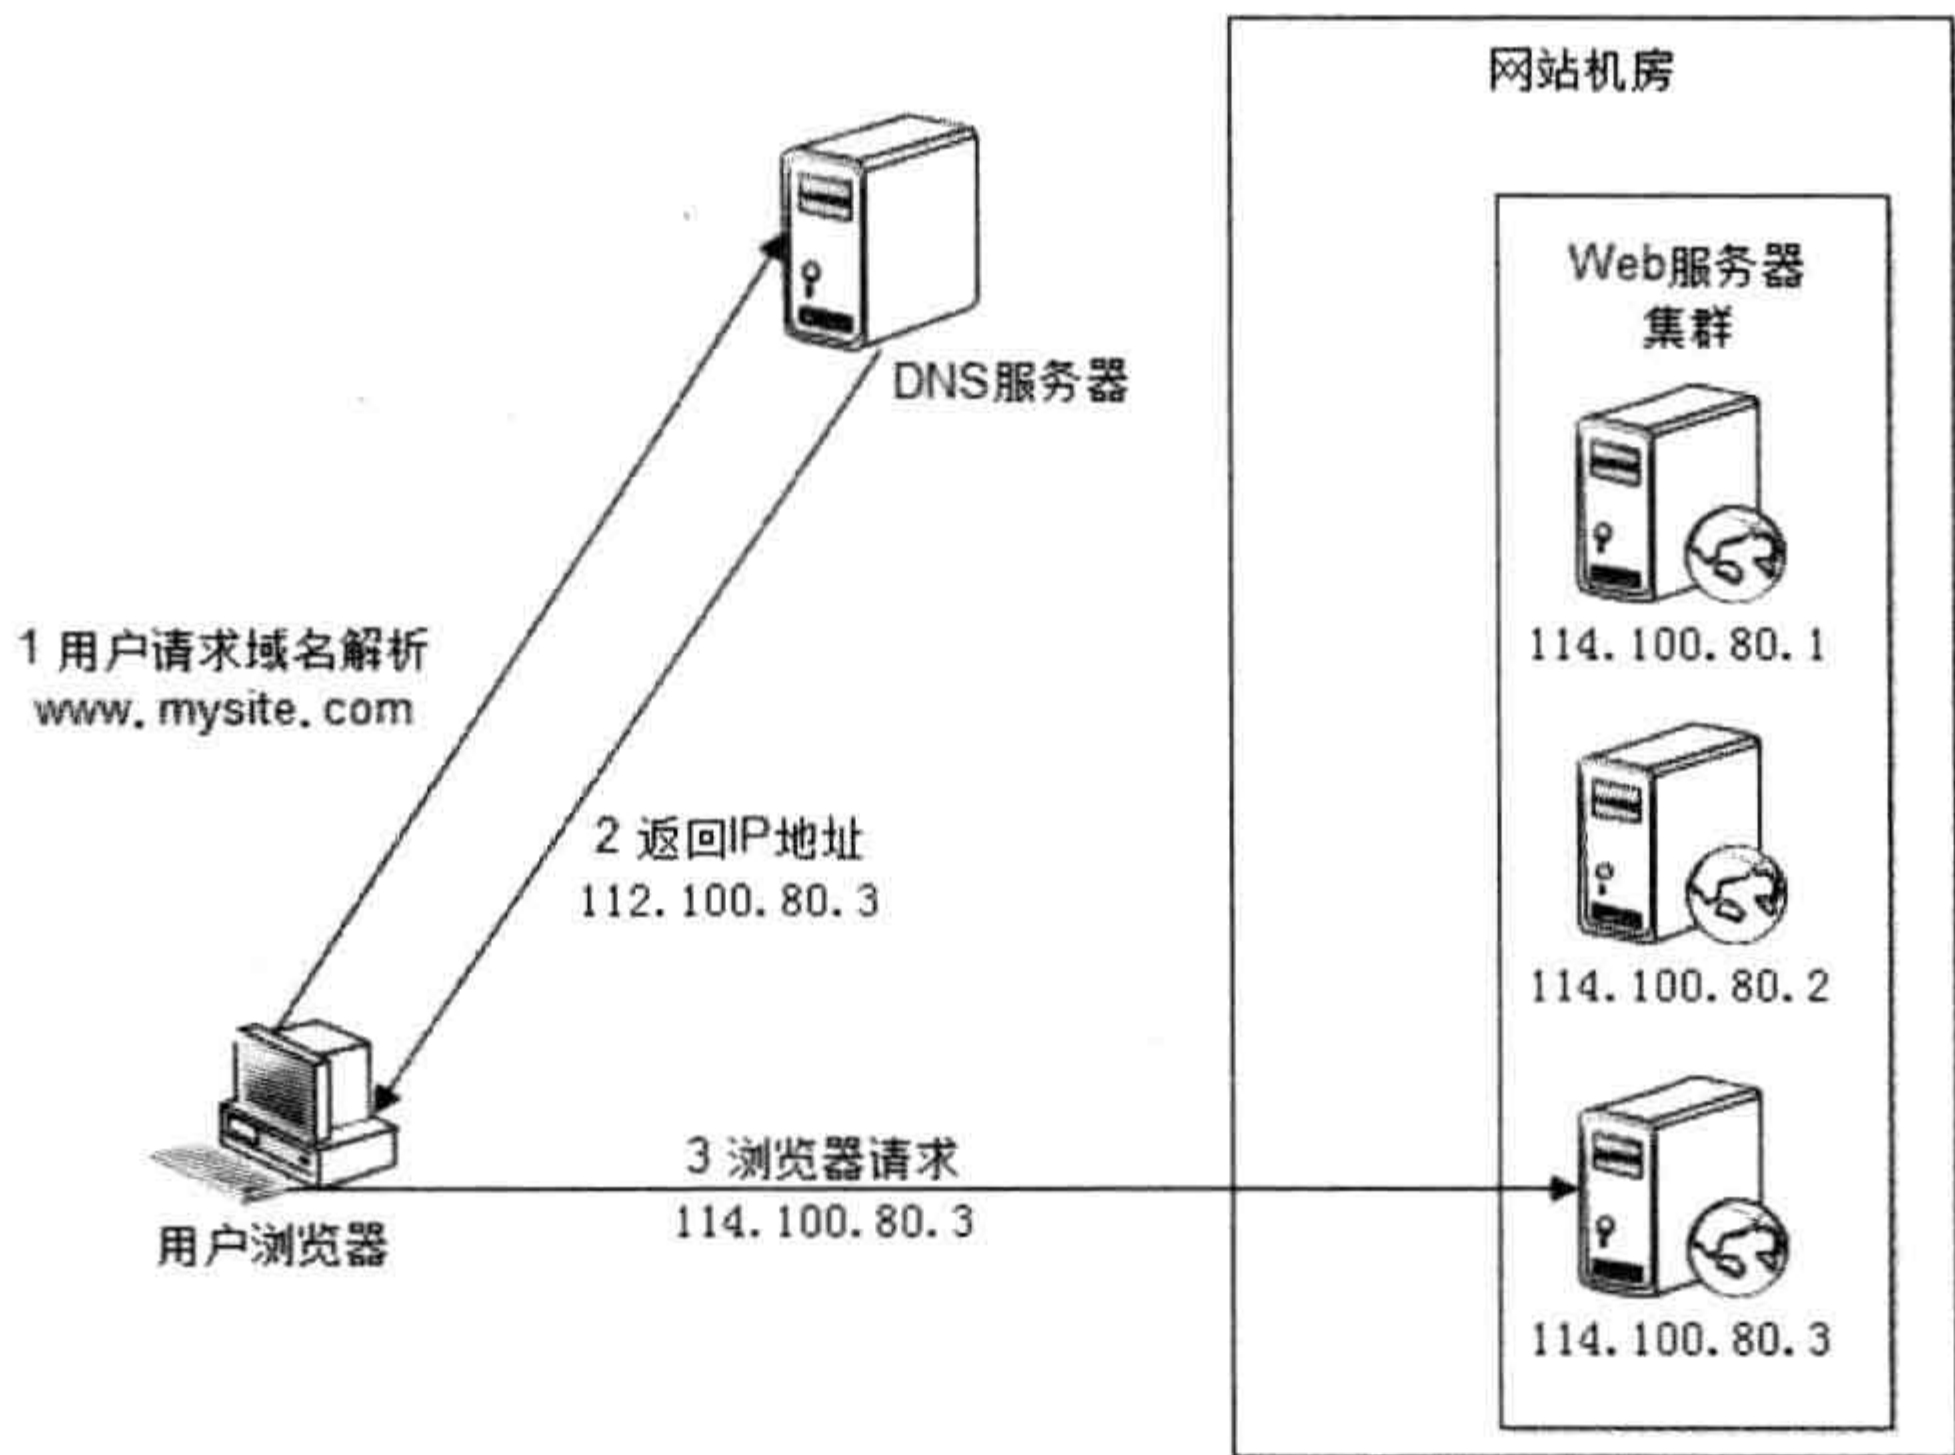 网站机房
Web服务器
集群
DNS服务器
114.100.80.1
1 用户请求域名解析
www.mysite.com
2 返回IP地址
112.100.80.3
114.100.80.2
3 浏览器请求
114.100.80.3
用户浏览器
114.100.80.3